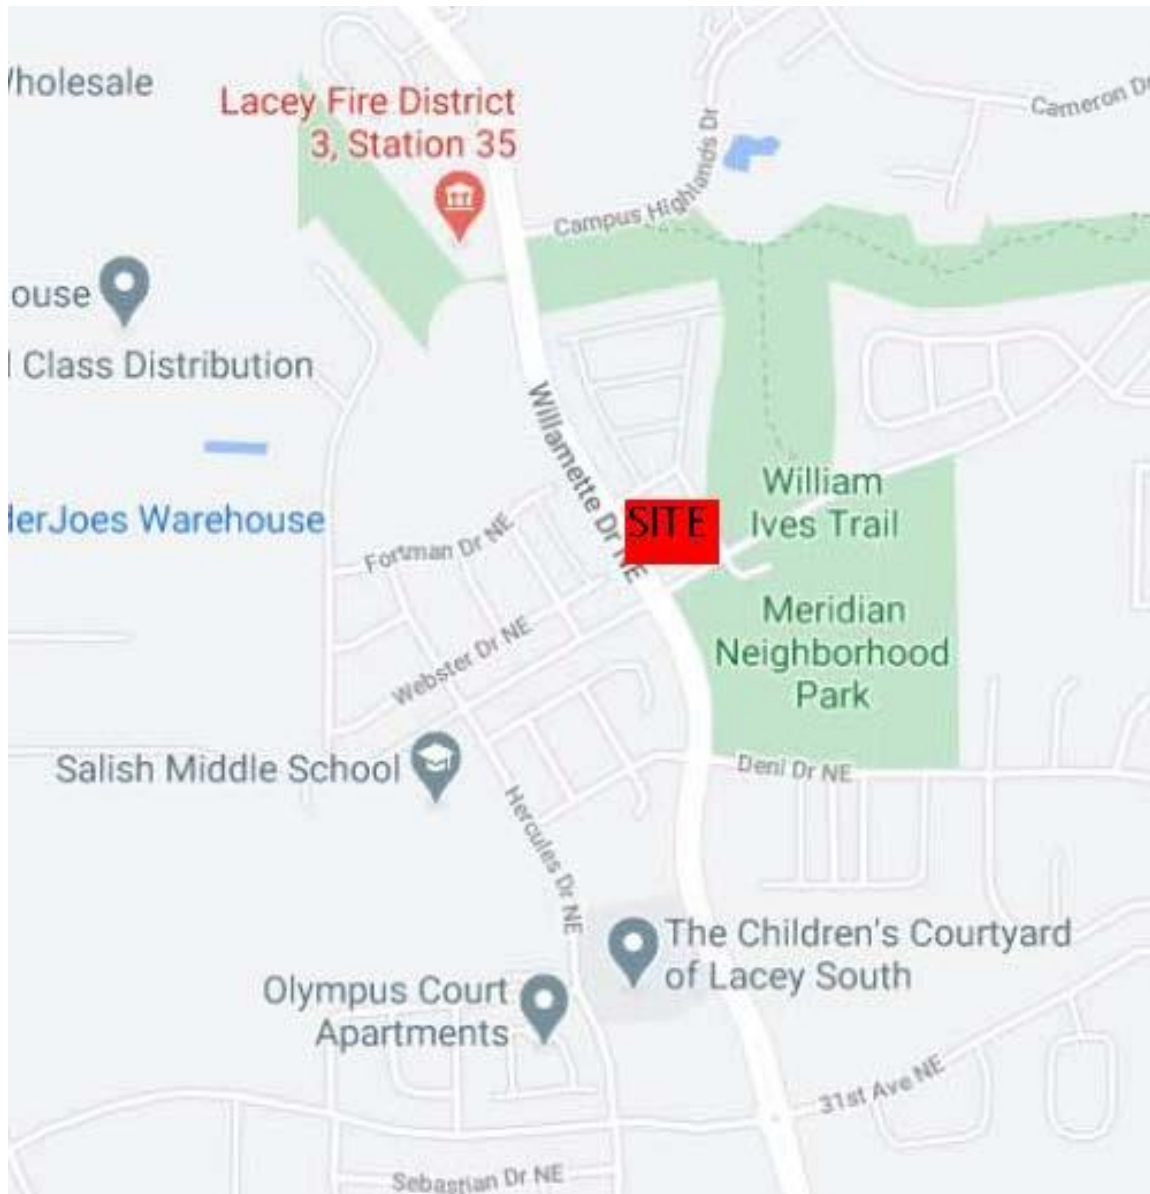 Wholesale
Lacey Fire District
3, Station 35
Cameron Dr
Campus Highlands Dr
ouse
l Class Distribution
Willamette Dr NE
William
Ives Trail
SITE
derJoes Warehouse
Fortman Dr NE
Meridian
Neighborhood
Park
Webster Dr NE
Salish Middle School
Deni Dr NE
Hercules Dr NE
The Children's Courtyard
of Lacey South
Olympus Court
Apartments
31st Ave NE
Sebastian Dr NE